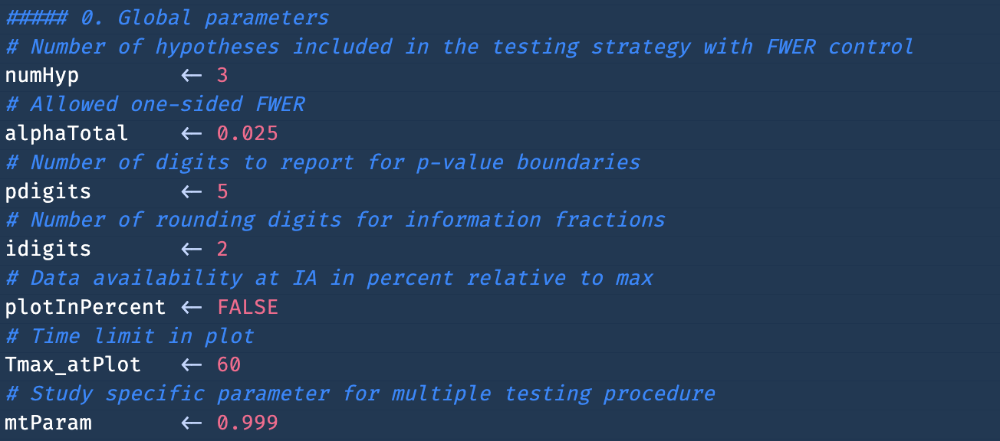 ##### 0. Global parameters
# Number of hypotheses included in the testing strategy with FWER control
numHyp        <- 3
# Allowed one-sided FWER
alphaTotal    <- 0.025
# Number of digits to report for p-value boundaries
pdigits       <- 5
# Number of rounding digits for information fractions
idigits       <- 2
# Data availability at IA in percent relative to max
plotInPercent <- FALSE
# Time limit in plot
Tmax_atPlot   <- 60
# Study specific parameter for multiple testing procedure
mtParam       <- 0.999